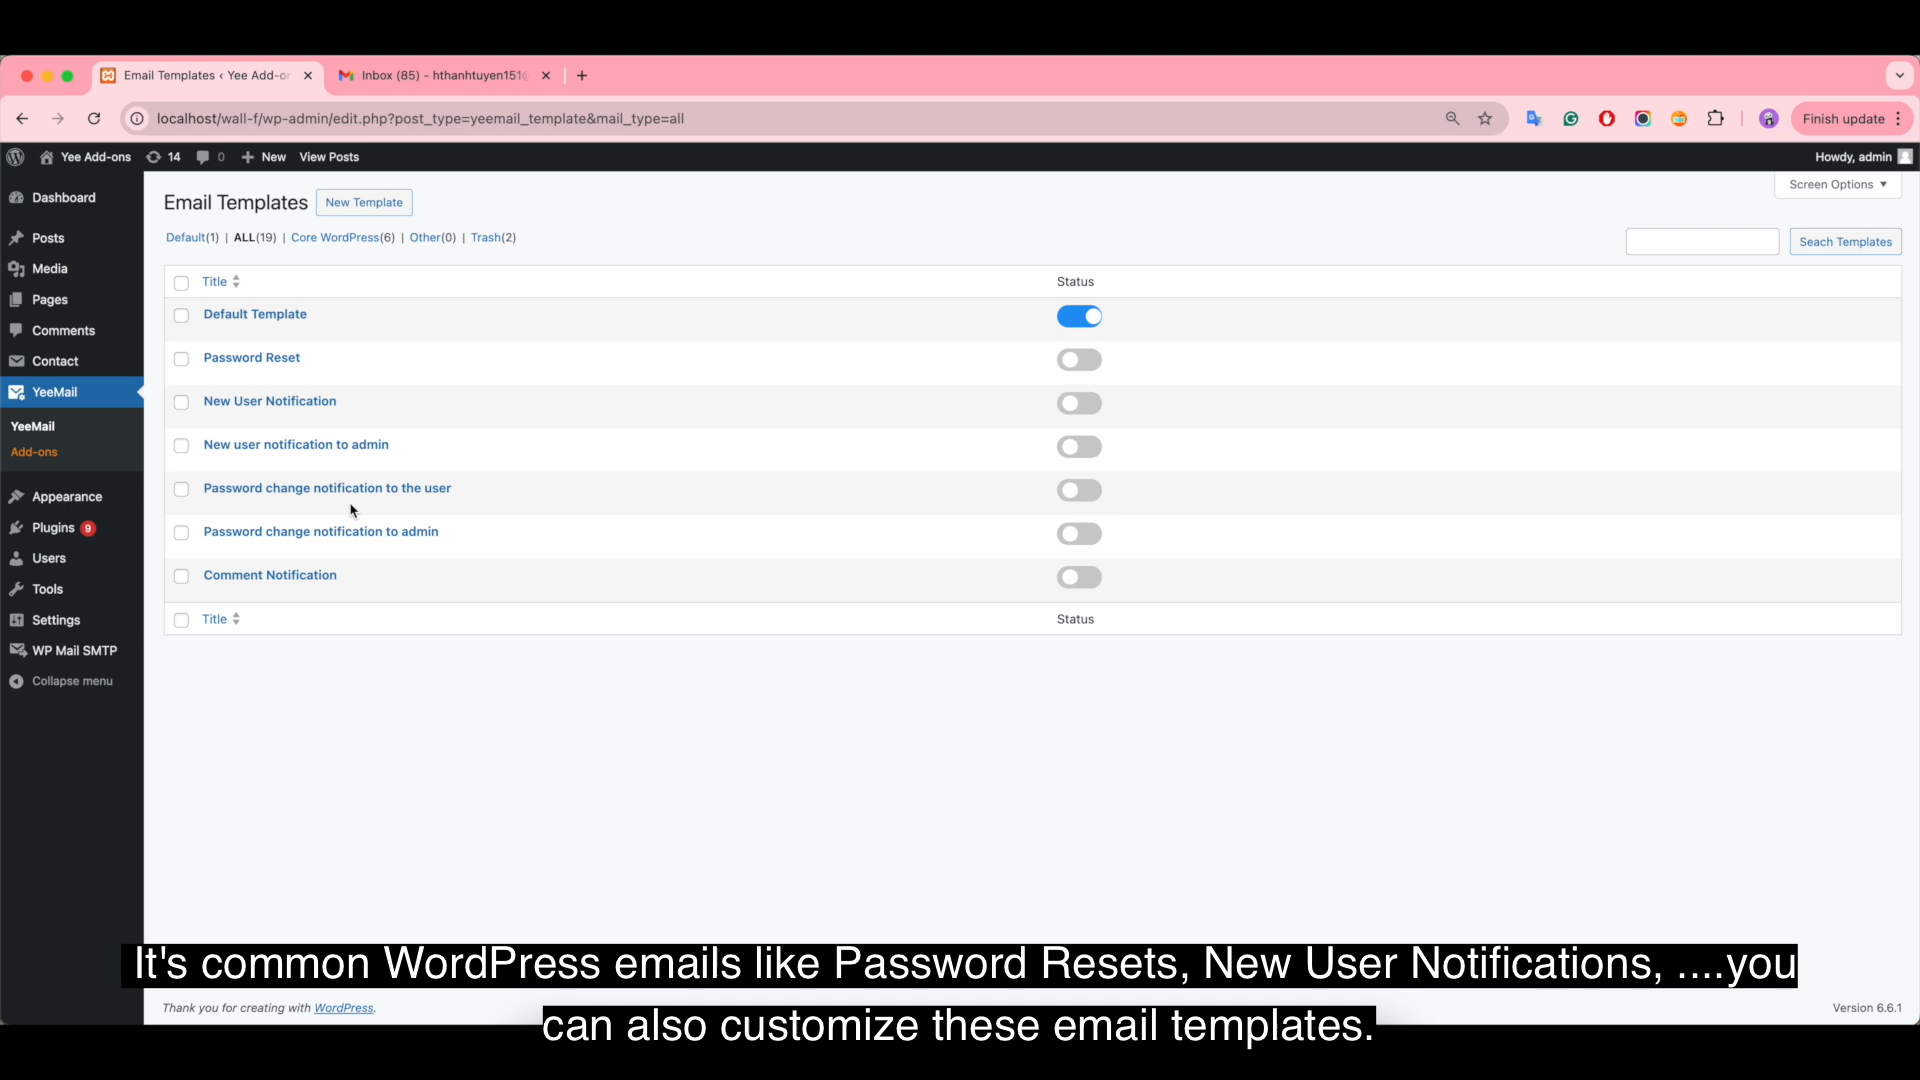 Email Templates ‹ Yee Add-or
Inbox (85) - hthanhtuyen151@
localhost/wall-f/wp-admin/edit.php?post_type=yeemail_template&mail_type=all
Finish update
Yee Add-ons 14 0 New View Posts
Howdy, admin
Screen Options
Dashboard
Posts
Media
Pages
Comments
Contact
YeeMail
YeeMail
Add-ons
Appearance
Plugins 9
Users
Tools
Settings
WP Mail SMTP
Collapse menu
Email Templates New Template
Default(1) | ALL(19) | Core WordPress(6) | Other(0) | Trash(2)
Seach Templates
Title Status
Default Template
Password Reset
New User Notification
New user notification to admin
Password change notification to the user
Password change notification to admin
Comment Notification
Title Status
It's common WordPress emails like Password Resets, New User Notifications, ....you
can also customize these email templates.
Thank you for creating with WordPress.
Version 6.6.1